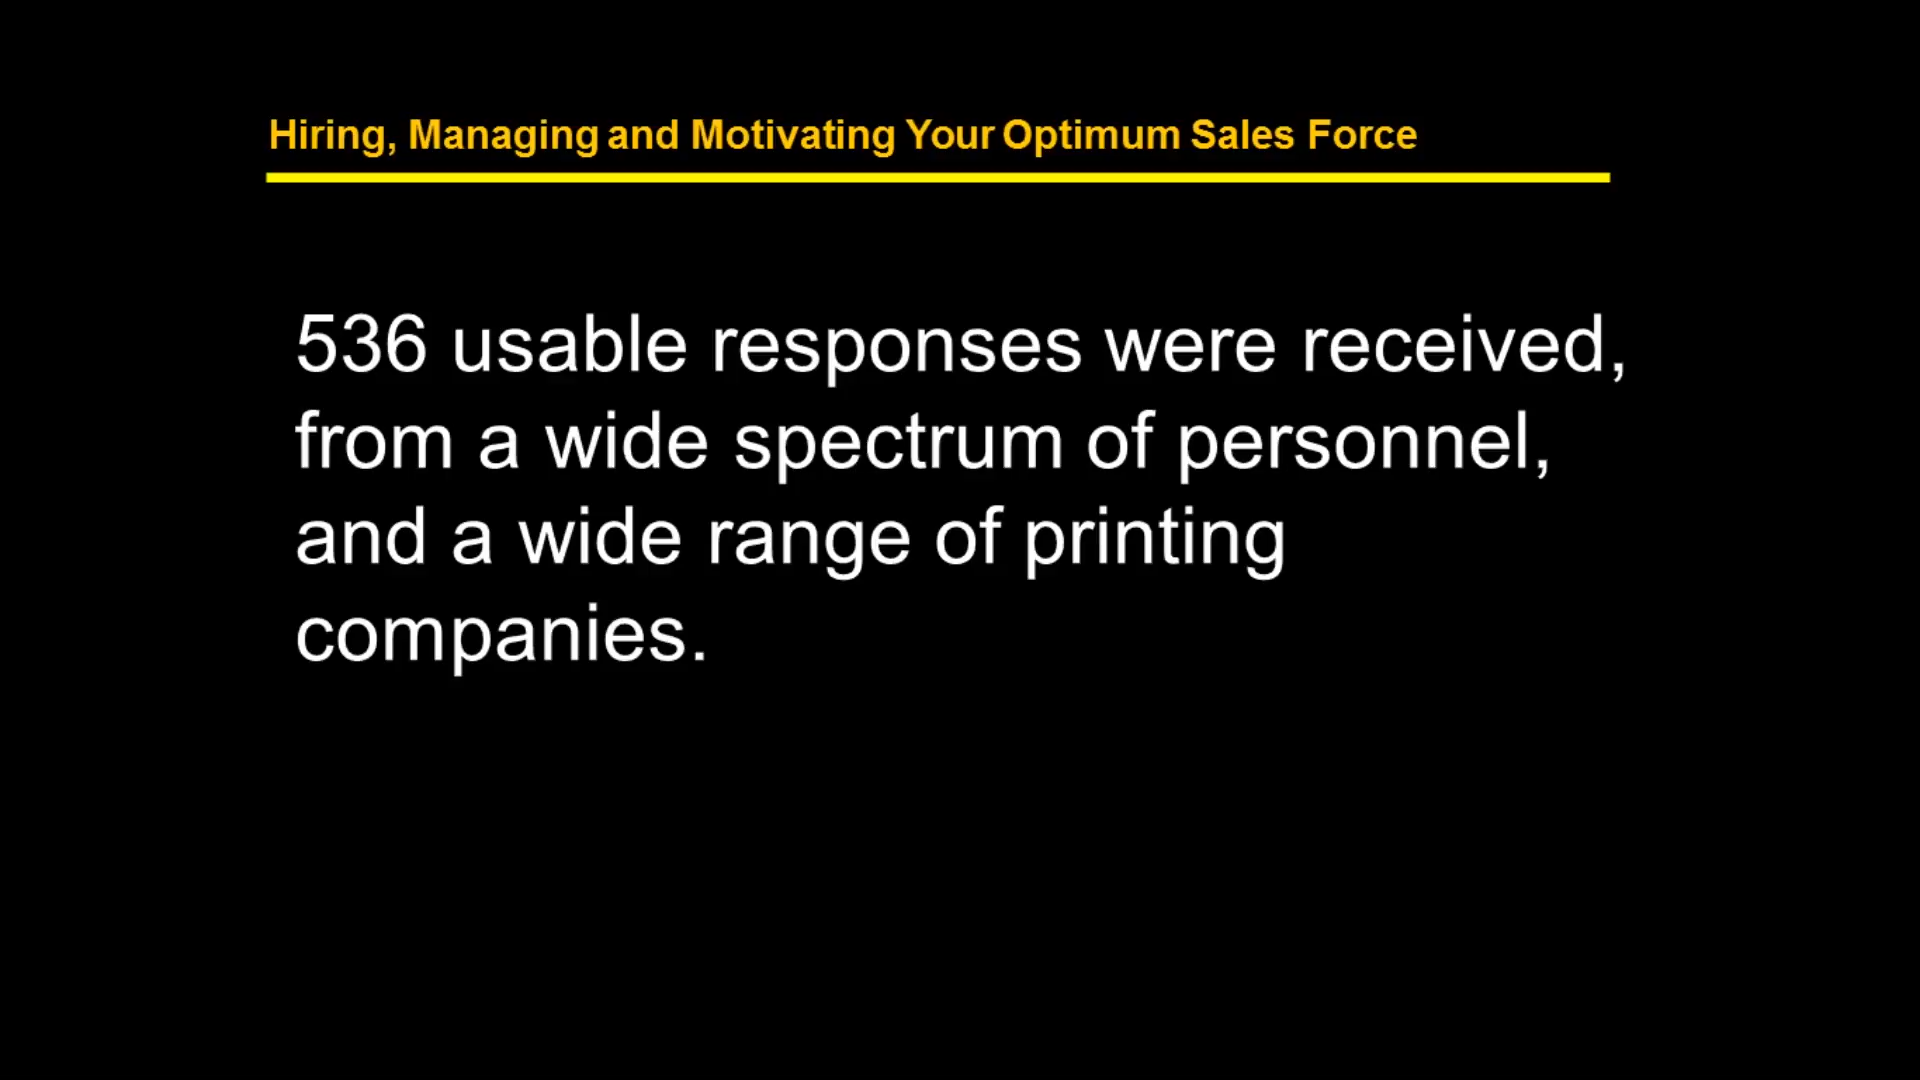 Hiring, Managing and Motivating Your Optimum Sales Force
536 usable responses were received,
from a wide spectrum of personnel,
and a wide range of printing
companies.